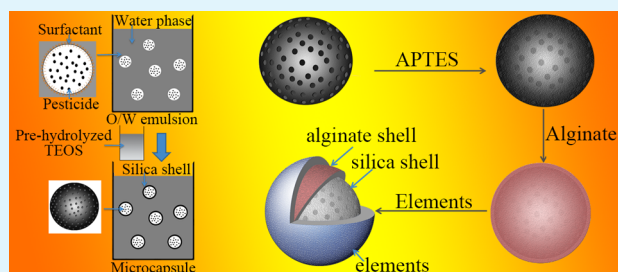 Surfactant
Water phase
Pesticide
O/W emulsion
Pre-hydrolyzed
TEOS
Silica shell
Microcapsule
APTES
Alginate
alginate shell
silica shell
Elements
elements